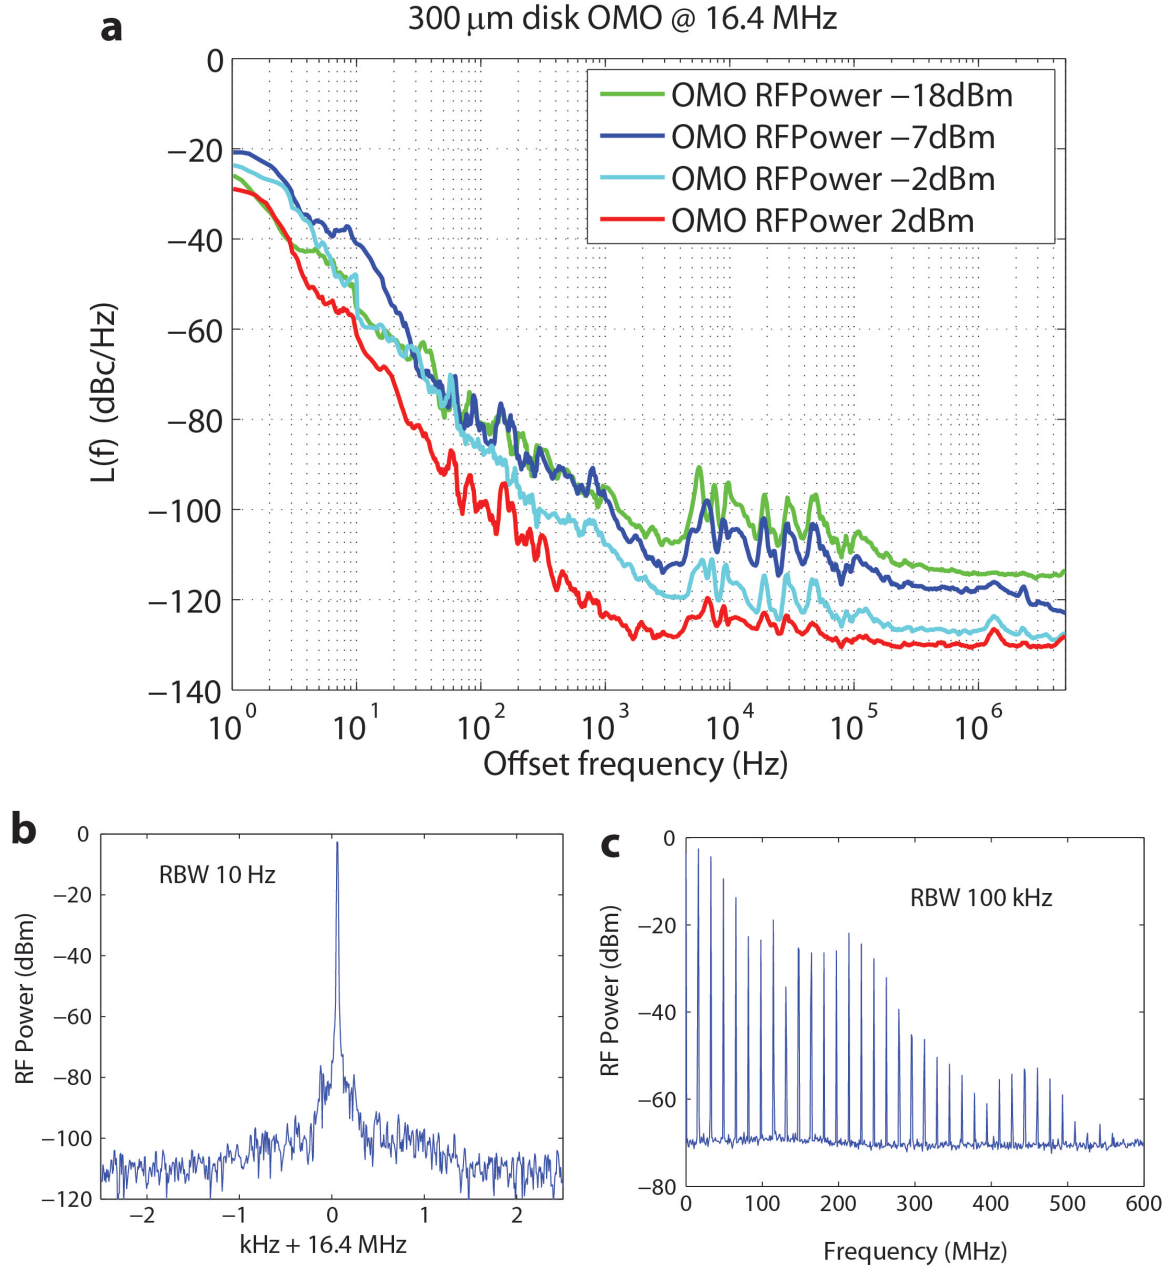 a
300 μm disk OMO @ 16.4 MHz
0
−20
−40
−60
−80
−100
−120
−140
L(f) (dBc/Hz)
OMO RFPower −18dBm
OMO RFPower −7dBm
OMO RFPower −2dBm
OMO RFPower 2dBm
10^0 10^1 10^2 10^3 10^4 10^5 10^6
Offset frequency (Hz)
b
RBW 10 Hz
0
−20
−40
−60
−80
−100
−120
RF Power (dBm)
−2 −1 0 1 2
kHz + 16.4 MHz
c
RBW 100 kHz
0
−20
−40
−60
−80
RF Power (dBm)
0 100 200 300 400 500 600
Frequency (MHz)